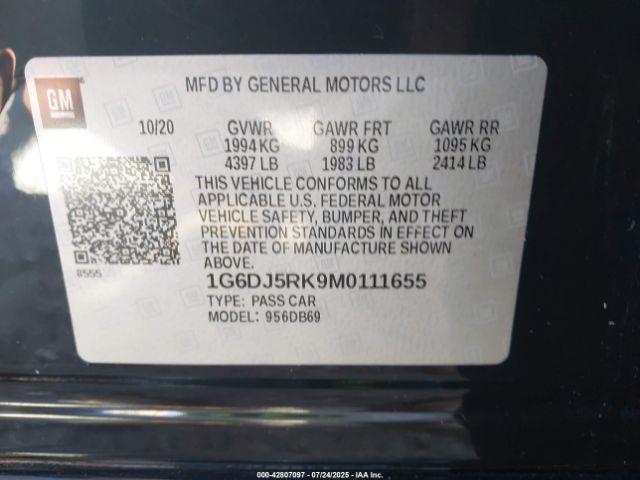 GM
MFD BY GENERAL MOTORS LLC
10/20 GVWR GAWR FRT GAWR RR
1994 KG 899 KG 1095 KG
4397 LB 1983 LB 2414 LB
THIS VEHICLE CONFORMS TO ALL
APPLICABLE U.S. FEDERAL MOTOR
VEHICLE SAFETY, BUMPER, AND THEFT
PREVENTION STANDARDS IN EFFECT ON
THE DATE OF MANUFACTURE SHOWN
ABOVE.
8555
1G6DJ5RK9M0111655
TYPE: PASS CAR
MODEL: 956DB69
000-42807097 - 07/24/2025 - IAA Inc.